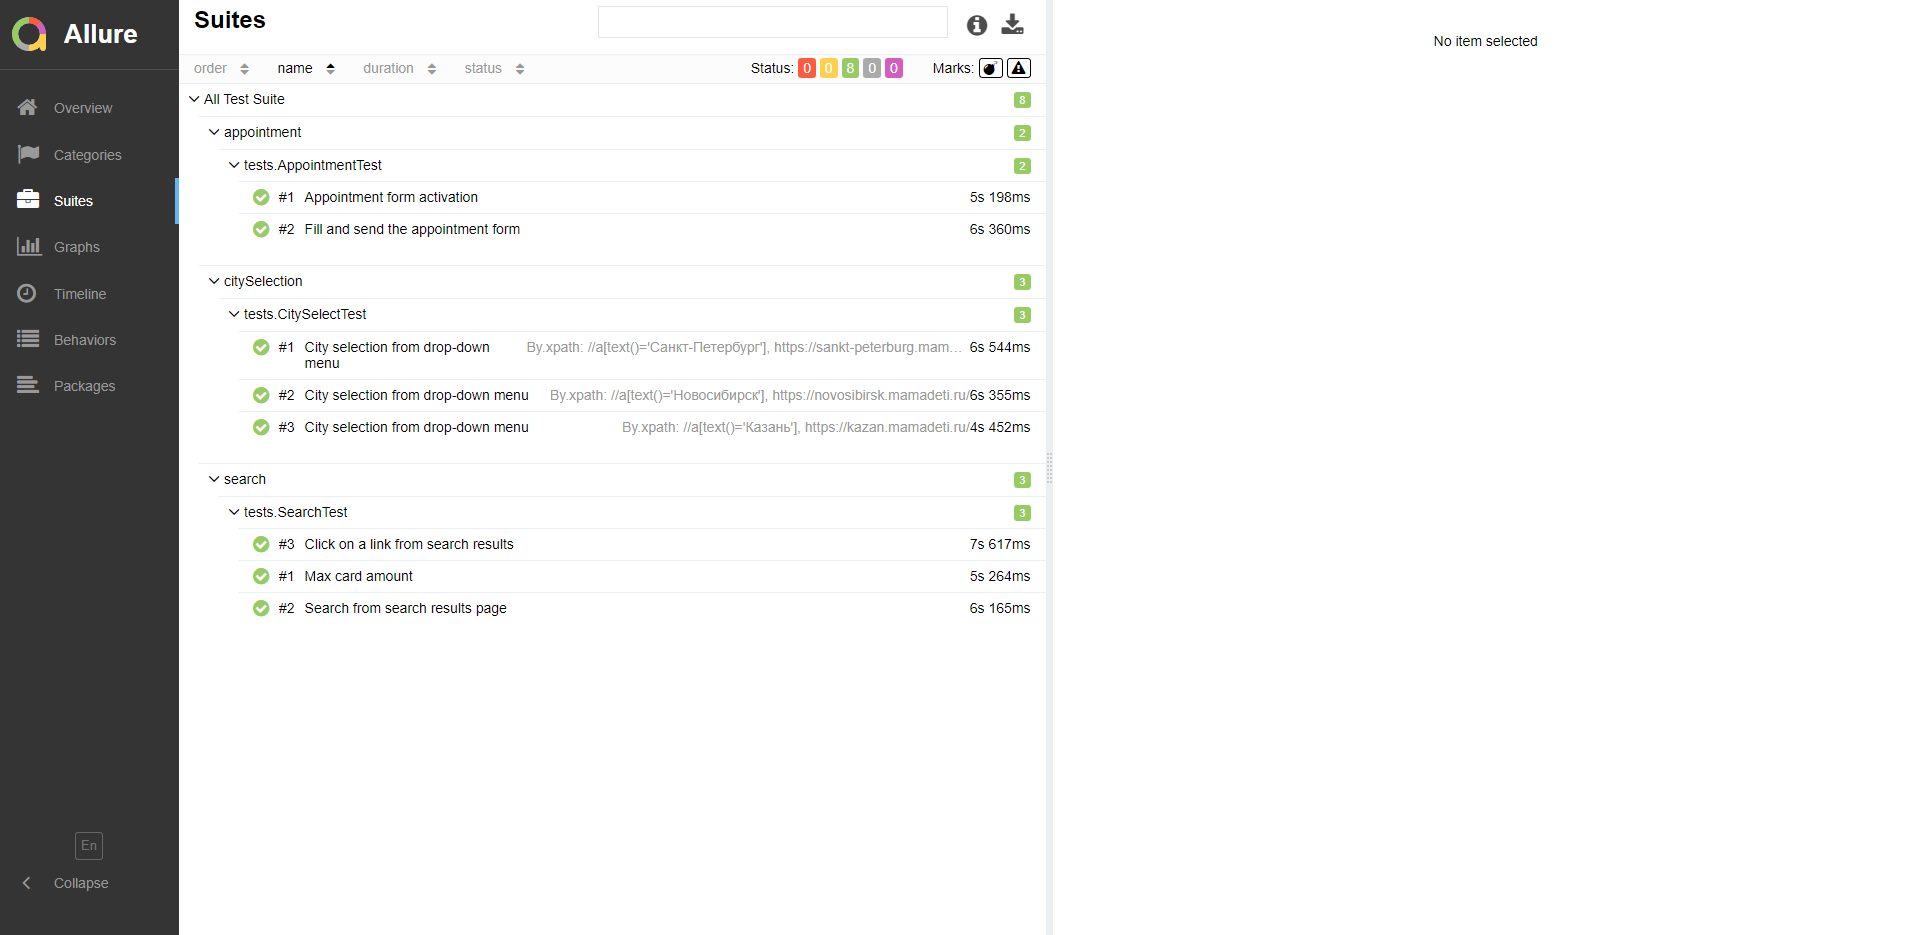 Allure
Overview
Categories
Suites
Graphs
Timeline
Behaviors
Packages
En
Collapse
Suites
order name duration status Status: 0 0 8 0 0 Marks:
All Test Suite 8
appointment 2
tests.AppointmentTest 2
#1 Appointment form activation 5s 198ms
#2 Fill and send the appointment form 6s 360ms
citySelection 3
tests.CitySelectTest 3
#1 City selection from drop-down By.xpath: //a[text()='Санкт-Петербург'], https://sankt-peterburg.mam… 6s 544ms
menu
#2 City selection from drop-down menu By.xpath: //a[text()='Новосибирск'], https://novosibirsk.mamadeti.ru/ 6s 355ms
#3 City selection from drop-down menu By.xpath: //a[text()='Казань'], https://kazan.mamadeti.ru/ 4s 452ms
search 3
tests.SearchTest 3
#3 Click on a link from search results 7s 617ms
#1 Max card amount 5s 264ms
#2 Search from search results page 6s 165ms
No item selected